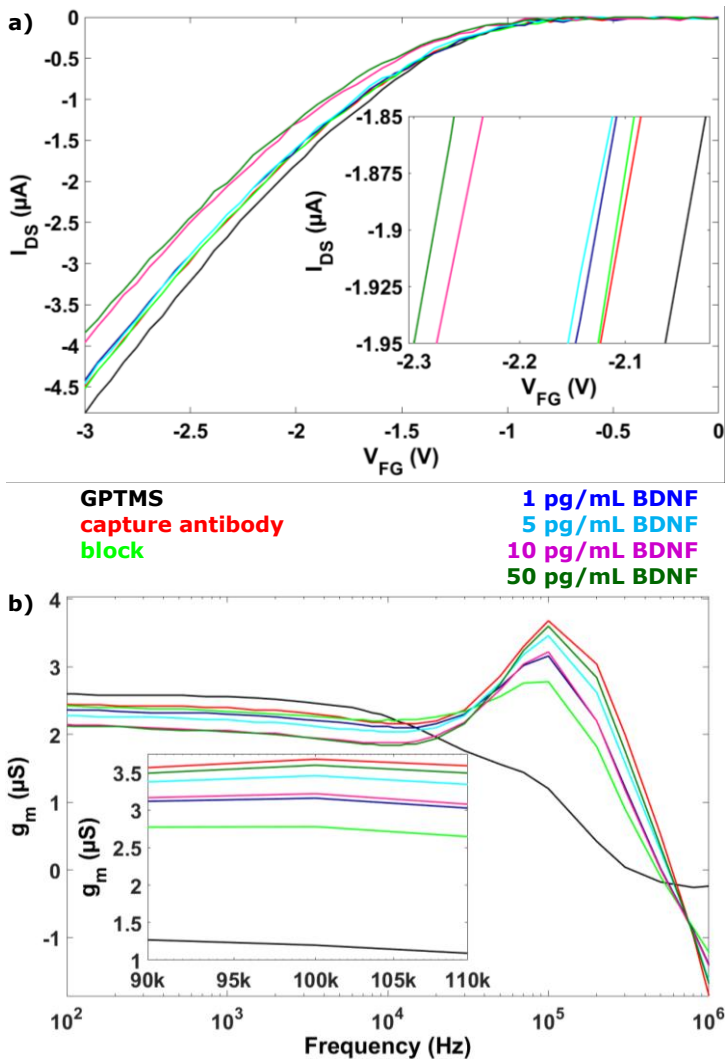 a)
0
-0.5
-1
-1.5
-2
-2.5
-3
-3.5
-4
-4.5
I_DS (µA)
-3
-2.5
-2
-1.5
-1
-0.5
0
V_FG (V)
-1.85
-1.875
-1.9
-1.925
-1.95
I_DS (µA)
-2.3
-2.2
-2.1
V_FG (V)
GPTMS
capture antibody
block
1 pg/mL BDNF
5 pg/mL BDNF
10 pg/mL BDNF
50 pg/mL BDNF
b)
4
3
2
1
0
-1
g_m (µS)
10^2
10^3
10^4
10^5
10^6
Frequency (Hz)
3.5
3
2.5
2
1.5
1
g_m (µS)
90k
95k
100k
105k
110k